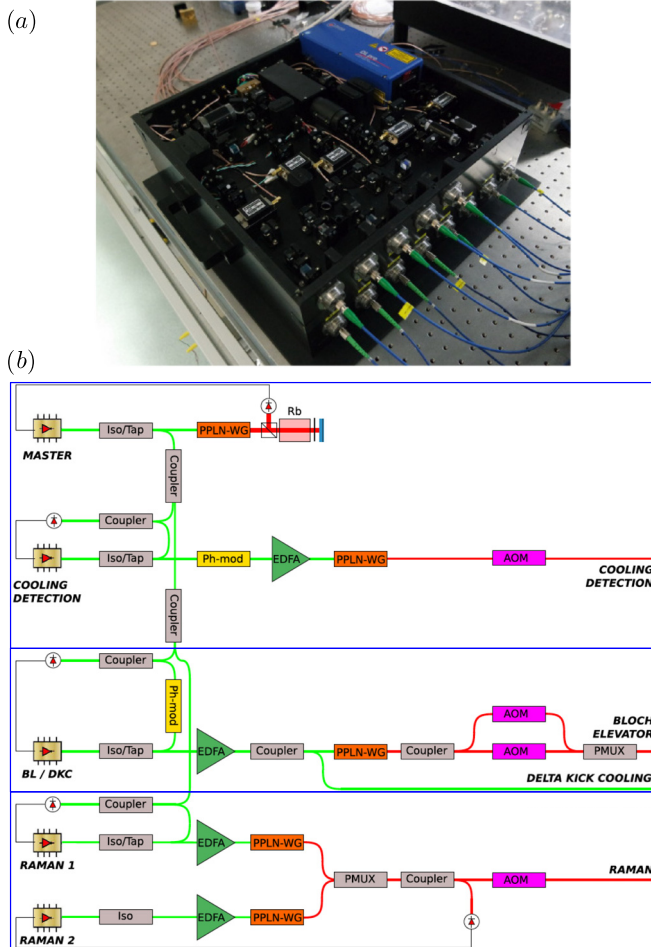 (a)
(b)
Rb
Iso/Tap
PPLN-WG
MASTER
Coupler
Coupler
Iso/Tap
Ph-mod
EDFA
PPLN-WG
AOM
COOLING
DETECTION
COOLING
DETECTION
Coupler
Coupler
Ph-mod
AOM
BLOCH
ELEVATOR
Iso/Tap
EDFA
Coupler
PPLN-WG
Coupler
AOM
PMUX
BL / DKC
DELTA KICK COOLING
Coupler
Iso/Tap
EDFA
PPLN-WG
RAMAN 1
PMUX
Coupler
AOM
RAMAN
Iso
EDFA
PPLN-WG
RAMAN 2